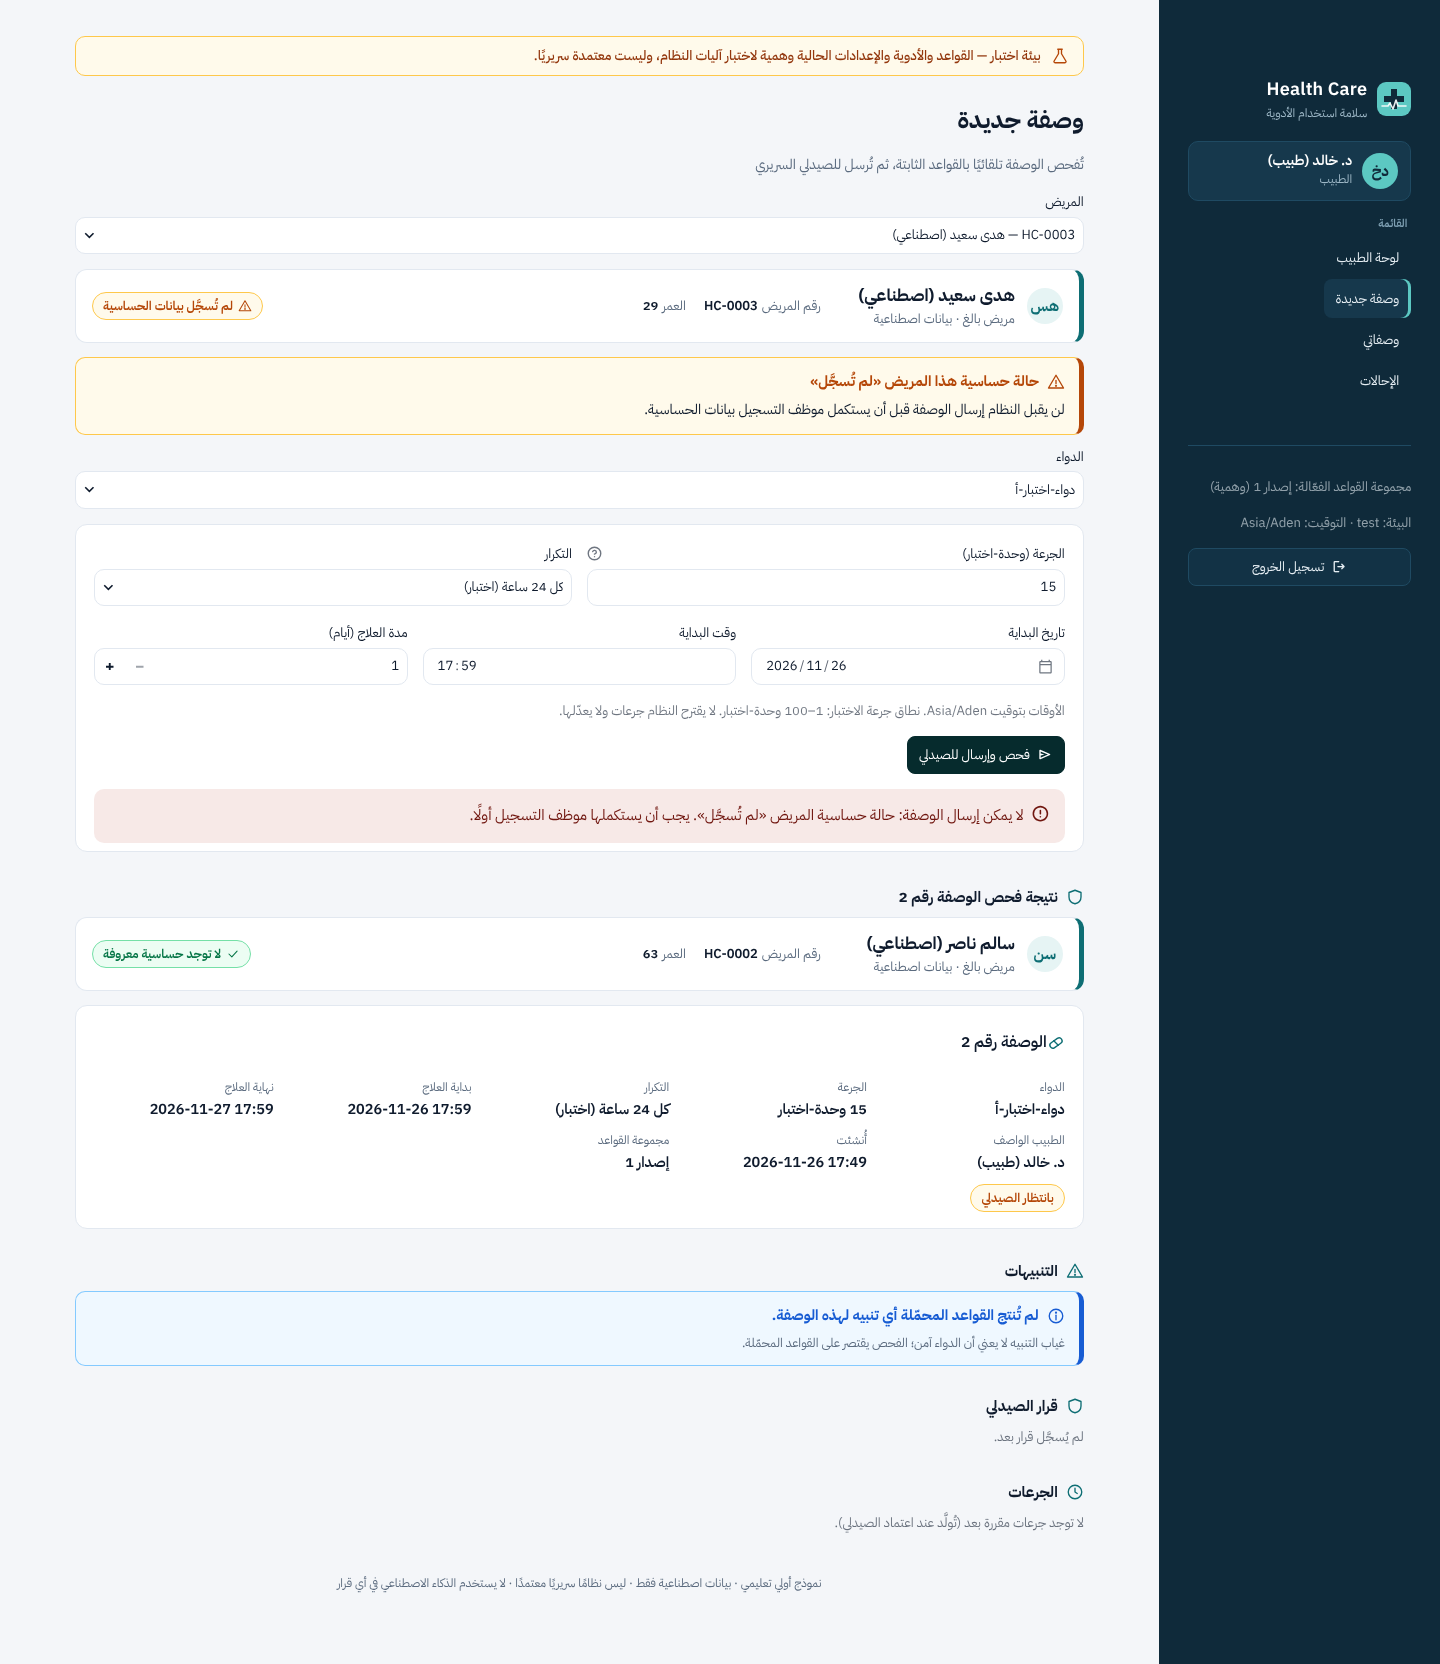 Health Care
سلامة استخدام الأدوية
دخ
د. خالد (طبيب)
الطبيب
القائمة
لوحة الطبيب
وصفة جديدة
وصفاتي
الإحالات
مجموعة القواعد الفعّالة: إصدار 1 (وهمية)
البيئة: test · التوقيت: Asia/Aden
تسجيل الخروج
بيئة اختبار — القواعد والأدوية والإعدادات الحالية وهمية لاختبار آليات النظام، وليست معتمدة سريريًا.
وصفة جديدة
تُفحص الوصفة تلقائيًا بالقواعد الثابتة، ثم تُرسل للصيدلي السريري
المريض
HC-0003 — هدى سعيد (اصطناعي)
هس
هدى سعيد (اصطناعي)
مريض بالغ · بيانات اصطناعية
رقم المريض HC-0003
العمر 29
لم تُسجَّل بيانات الحساسية
حالة حساسية هذا المريض «لم تُسجَّل»
لن يقبل النظام إرسال الوصفة قبل أن يستكمل موظف التسجيل بيانات الحساسية.
الدواء
دواء-اختبار-أ
الجرعة (وحدة-اختبار)
التكرار
15
كل 24 ساعة (اختبار)
تاريخ البداية
وقت البداية
مدة العلاج (أيام)
2026 / 11 / 26
17 : 59
1
الأوقات بتوقيت Asia/Aden. نطاق جرعة الاختبار: 1–100 وحدة-اختبار. لا يقترح النظام جرعات ولا يعدّلها.
فحص وإرسال للصيدلي
لا يمكن إرسال الوصفة: حالة حساسية المريض «لم تُسجَّل». يجب أن يستكملها موظف التسجيل أولًا.
نتيجة فحص الوصفة رقم 2
سن
سالم ناصر (اصطناعي)
مريض بالغ · بيانات اصطناعية
رقم المريض HC-0002
العمر 63
لا توجد حساسية معروفة
الوصفة رقم 2
الدواء
الجرعة
التكرار
بداية العلاج
نهاية العلاج
دواء-اختبار-أ
15 وحدة-اختبار
كل 24 ساعة (اختبار)
2026-11-26 17:59
2026-11-27 17:59
الطبيب الواصف
أُنشئت
مجموعة القواعد
د. خالد (طبيب)
2026-11-26 17:49
إصدار 1
بانتظار الصيدلي
التنبيهات
لم تُنتج القواعد المحمّلة أي تنبيه لهذه الوصفة.
غياب التنبيه لا يعني أن الدواء آمن؛ الفحص يقتصر على القواعد المحمّلة.
قرار الصيدلي
لم يُسجَّل قرار بعد.
الجرعات
لا توجد جرعات مقررة بعد (تُولَّد عند اعتماد الصيدلي).
نموذج أولي تعليمي · بيانات اصطناعية فقط · ليس نظامًا سريريًا معتمدًا · لا يستخدم الذكاء الاصطناعي في أي قرار